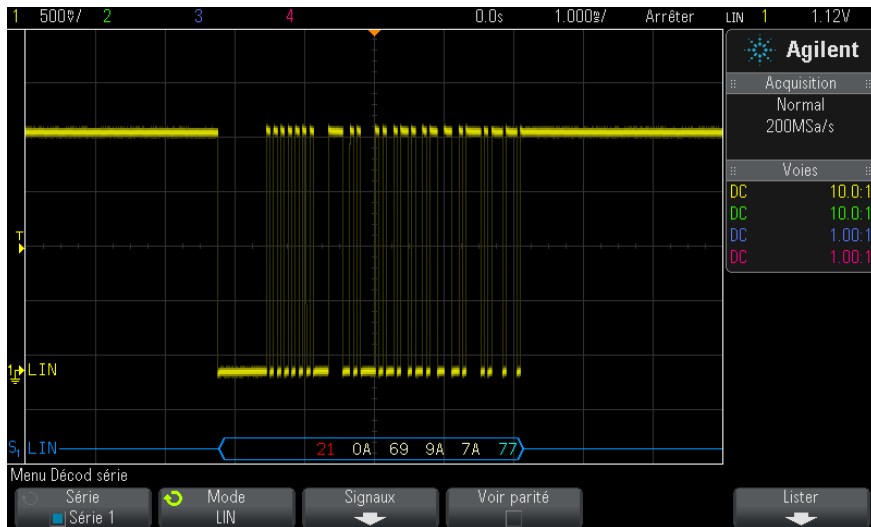 1 500▽/ 2 3 4 0.0s 1.000▽/ Arrêter LIN 1 1.12V
Agilent
Acquisition
Normal
200MSa/s
Voies
DC 10.0:1
DC 10.0:1
DC 1.00:1
DC 1.00:1
T
1 LIN
S1 LIN 21 0A 69 9A 7A 77
Menu Décod série
Série
Série 1
Mode
LIN
Signaux
Voir parité
Lister